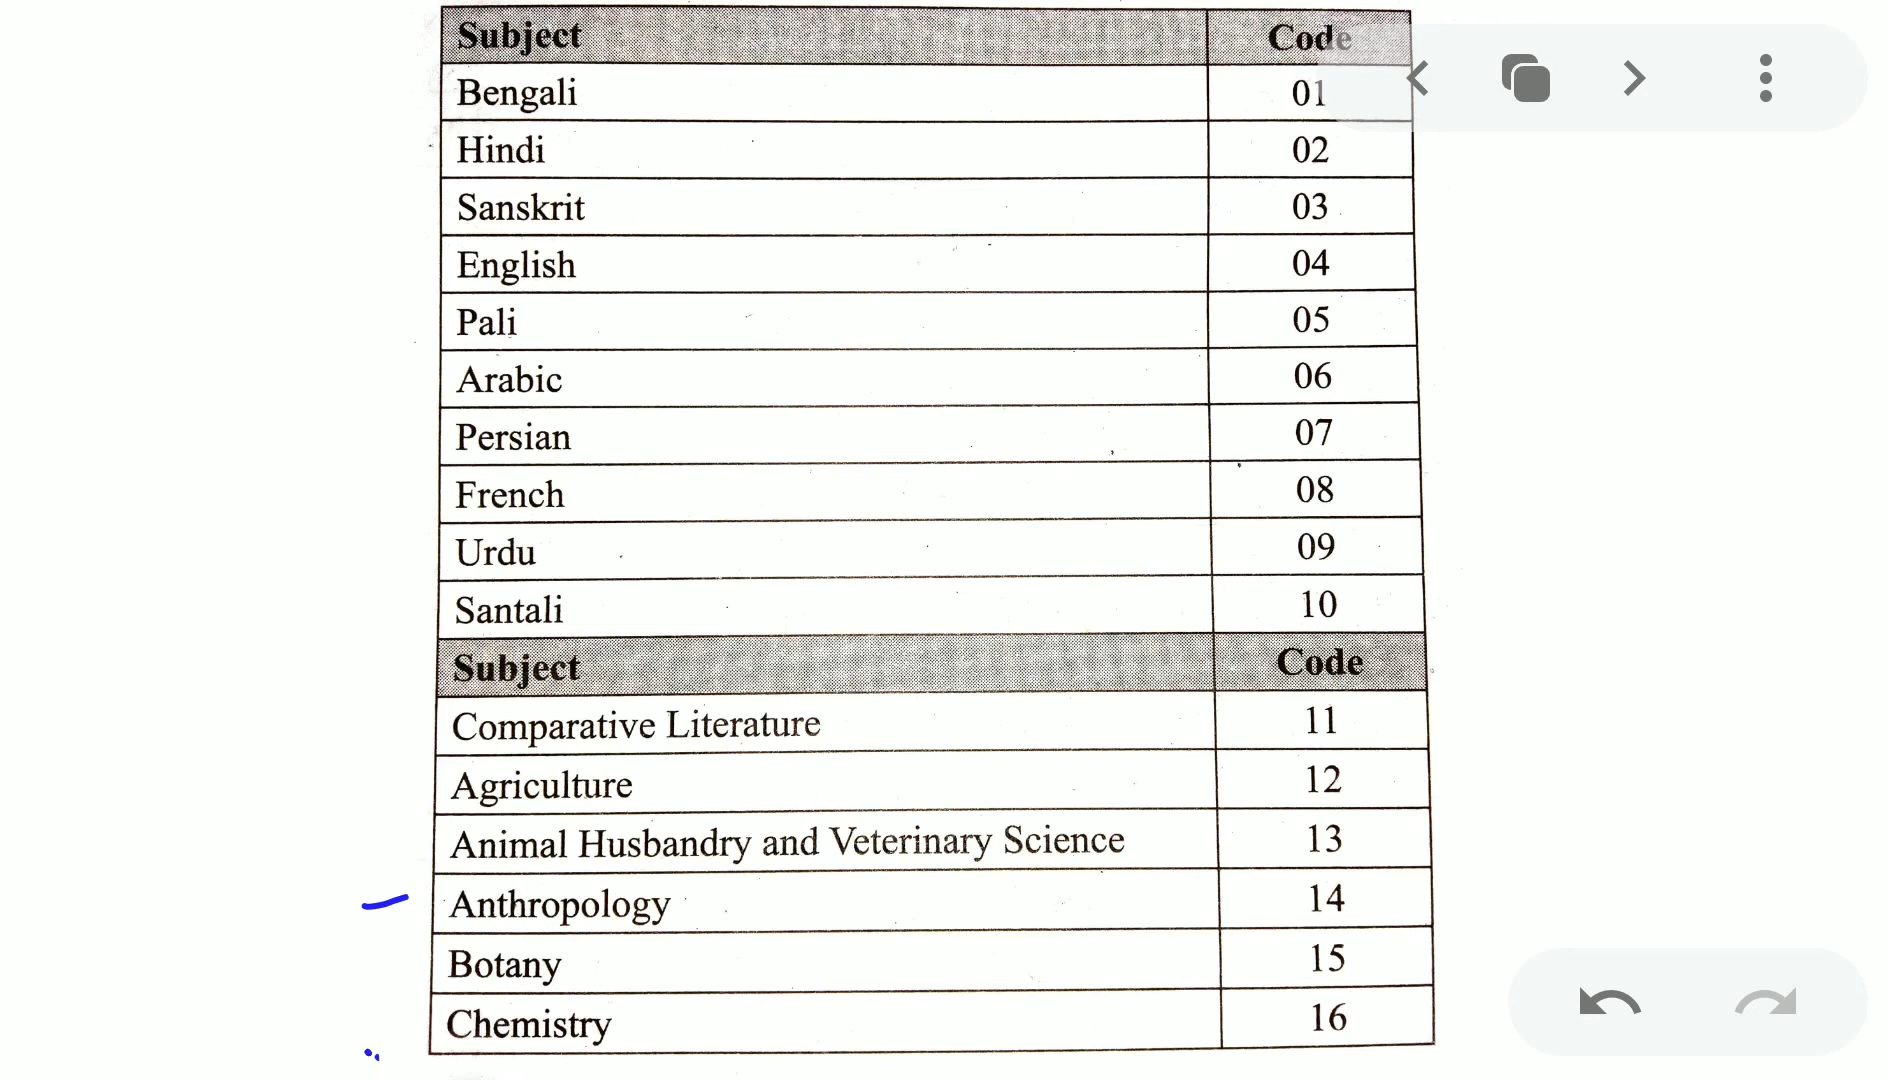 Subject Code
Bengali 01
Hindi 02
Sanskrit 03
English 04
Pali 05
Arabic 06
Persian 07
French 08
Urdu 09
Santali 10
Subject Code
Comparative Literature 11
Agriculture 12
Animal Husbandry and Veterinary Science 13
Anthropology 14
Botany 15
Chemistry 16